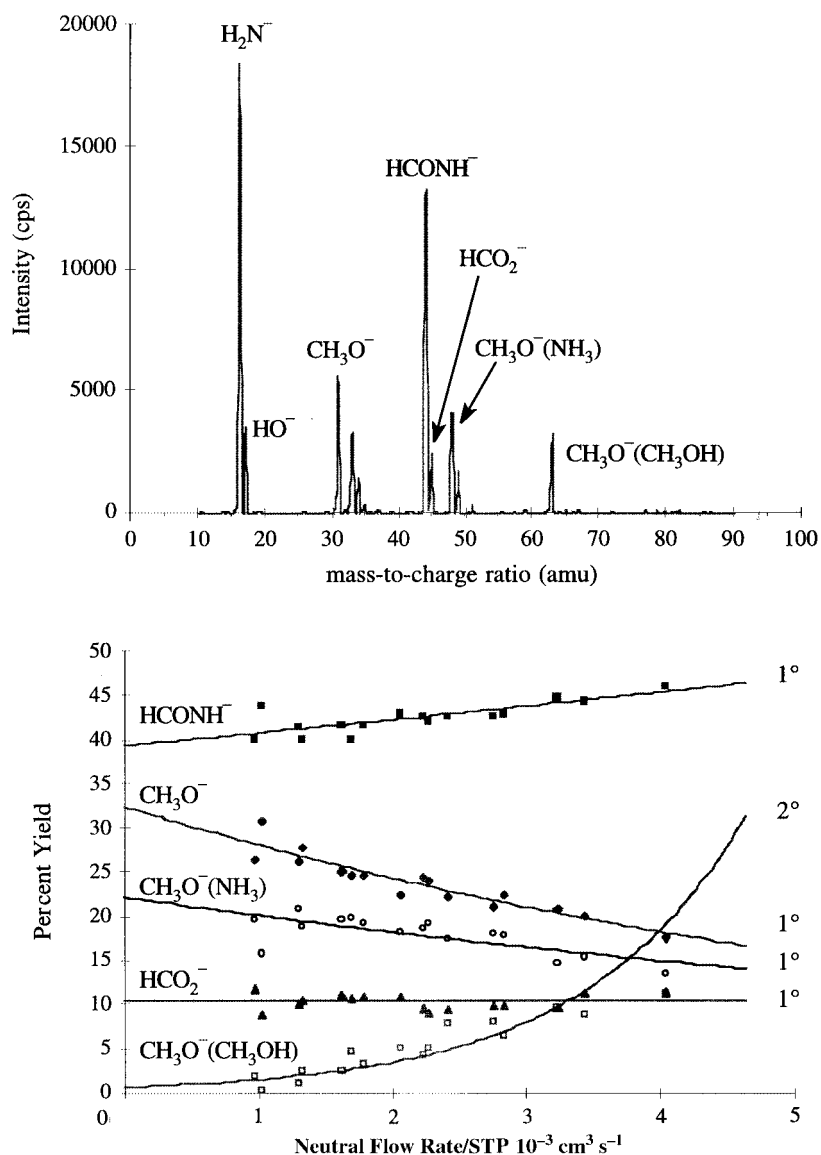 20000
15000
10000
5000
0
Intensity (cps)
H₂N⁻
HO⁻
CH₃O⁻
HCONH⁻
HCO₂⁻
CH₃O⁻(NH₃)
CH₃O⁻(CH₃OH)
0 10 20 30 40 50 60 70 80 90 100
mass-to-charge ratio (amu)
50
45
40
35
30
25
20
15
10
5
0
Percent Yield
HCONH⁻
CH₃O⁻
CH₃O⁻(NH₃)
HCO₂⁻
CH₃O⁻(CH₃OH)
1°
2°
1°
1°
1°
0 1 2 3 4 5
Neutral Flow Rate/STP 10⁻³ cm³ s⁻¹